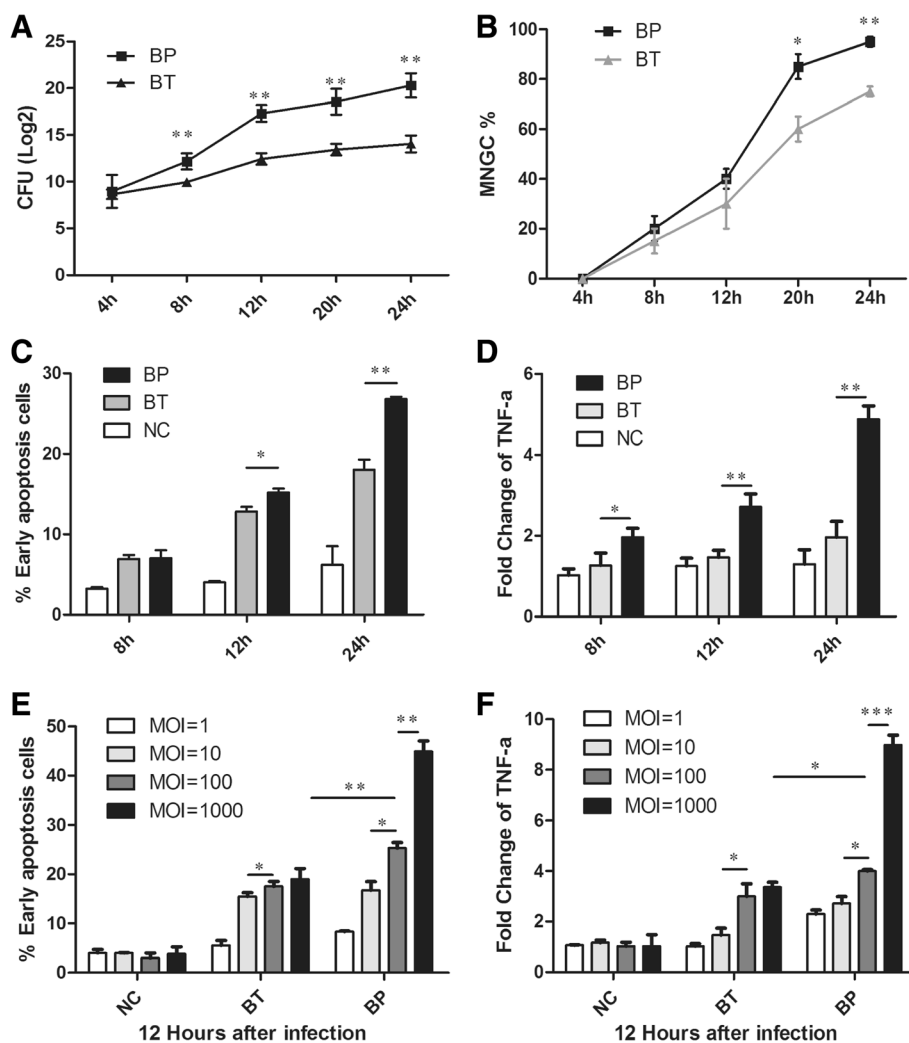 A
25
20
15
10
5
0
CFU (Log2)
BP
BT
**
**
**
**
4h
8h
12h
20h
24h
B
100
80
60
40
20
0
MNGC %
BP
BT
*
**
4h
8h
12h
20h
24h
C
30
20
10
0
% Early apoptosis cells
BP
BT
NC
*
**
8h
12h
24h
D
6
4
2
0
Fold Change of TNF-a
BP
BT
NC
*
**
**
8h
12h
24h
E
50
40
30
20
10
0
% Early apoptosis cells
MOI=1
MOI=10
MOI=100
MOI=1000
*
**
*
**
NC
BT
BP
12 Hours after infection
F
10
8
6
4
2
0
Fold Change of TNF-a
MOI=1
MOI=10
MOI=100
MOI=1000
*
*
*
***
NC
BT
BP
12 Hours after infection